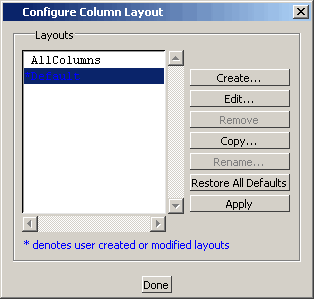 Configure Column Layout
Layouts
AllColumns
Default
Create...
Edit...
Remove
Copy...
Rename...
Restore All Defaults
Apply
* denotes user created or modified layouts
Done